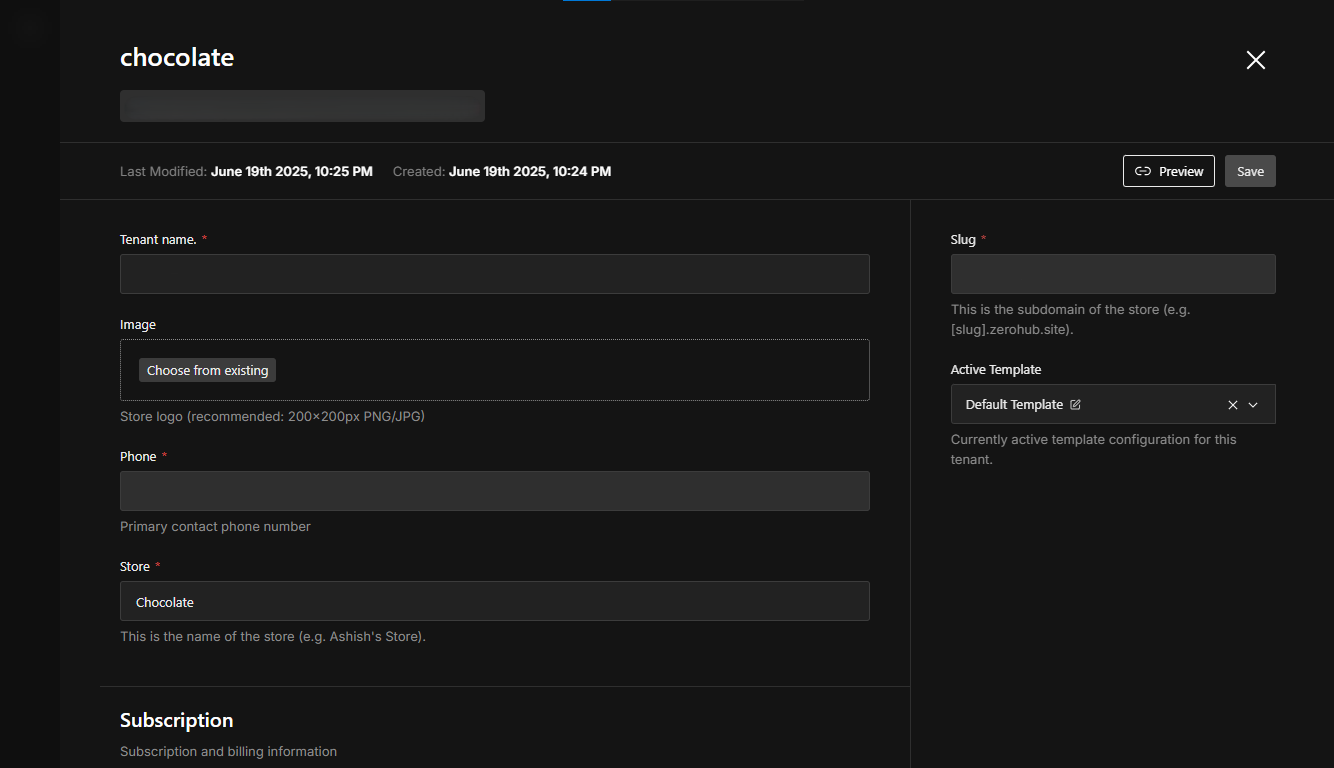 chocolate
Last Modified: June 19th 2025, 10:25 PM Created: June 19th 2025, 10:24 PM
Preview
Save
Tenant name. *
Image
Choose from existing
Store logo (recommended: 200×200px PNG/JPG)
Phone *
Primary contact phone number
Store *
Chocolate
This is the name of the store (e.g. Ashish's Store).
Subscription
Subscription and billing information
Slug *
This is the subdomain of the store (e.g.
[slug].zerohub.site).
Active Template
Default Template
Currently active template configuration for this
tenant.